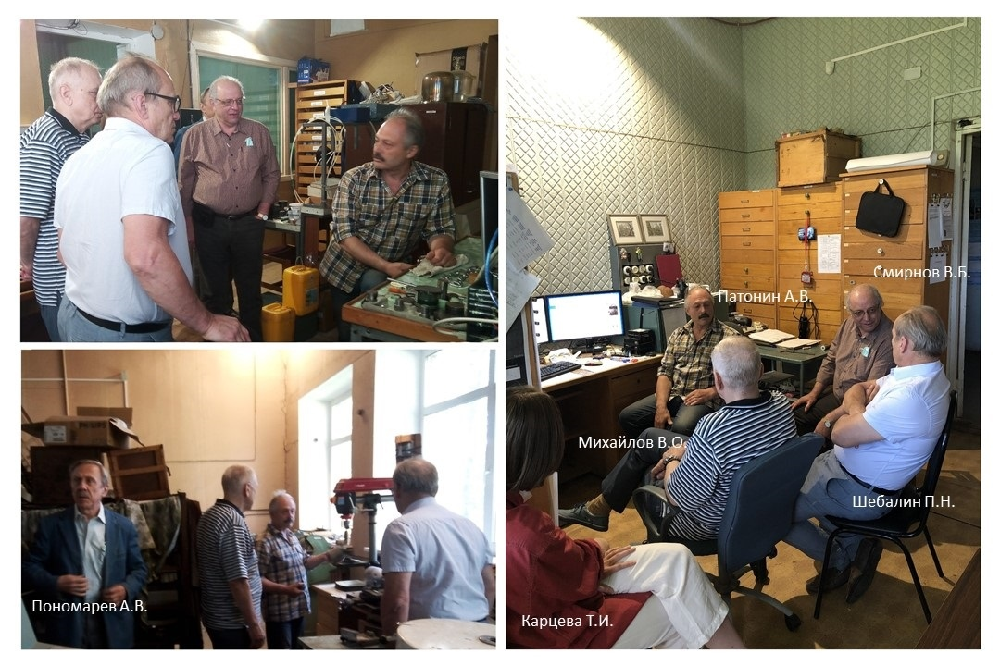 Смирнов В.Б.
Патонин А.В.
Михайлов В.О.
Шебалин П.Н.
Пономарев А.В.
Карцева Т.И.